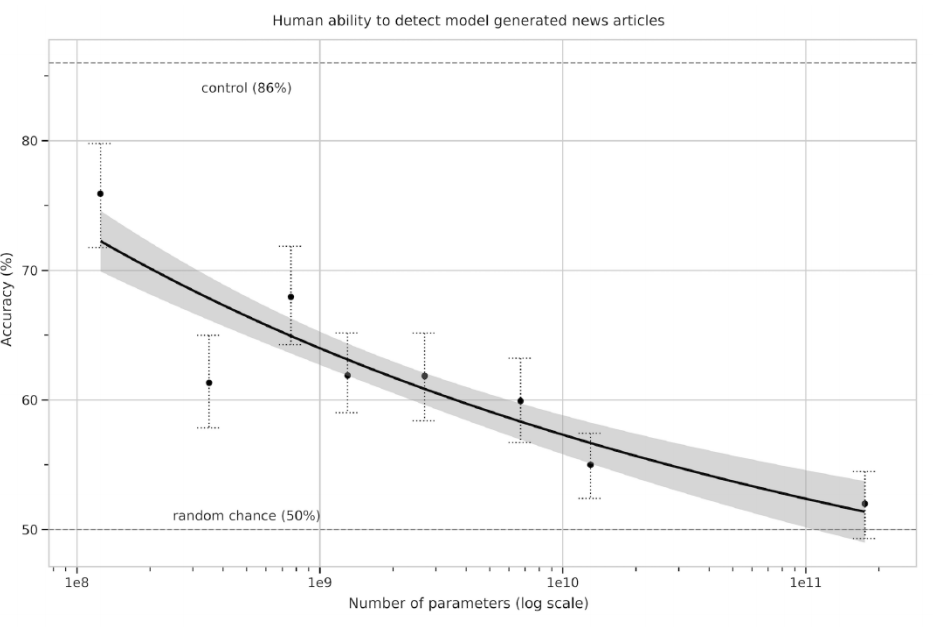 Human ability to detect model generated news articles
control (86%)
80
70
60
50
Accuracy (%)
random chance (50%)
1e8
1e9
1e10
1e11
Number of parameters (log scale)